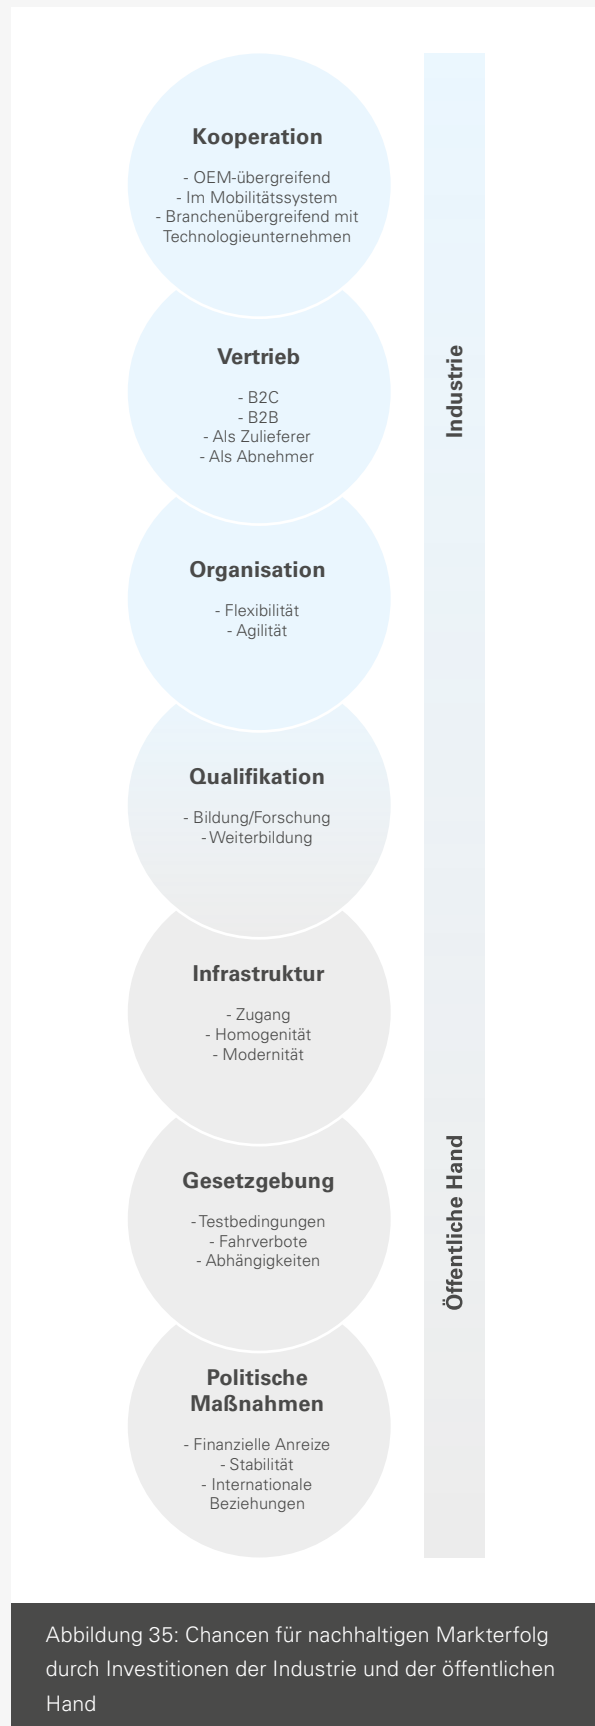 Kooperation
- OEM-übergreifend
- Im Mobilitätssystem
- Branchenübergreifend mit
Technologieunternehmen
Vertrieb
- B2C
- B2B
- Als Zulieferer
- Als Abnehmer
Industrie
Organisation
- Flexibilität
- Agilität
Qualifikation
- Bildung/Forschung
- Weiterbildung
Infrastruktur
- Zugang
- Homogenität
- Modernität
Gesetzgebung
- Testbedingungen
- Fahrverbote
- Abhängigkeiten
Öffentliche Hand
Politische
Maßnahmen
- Finanzielle Anreize
- Stabilität
- Internationale
Beziehungen
Abbildung 35: Chancen für nachhaltigen Markterfolg
durch Investitionen der Industrie und der öffentlichen
Hand